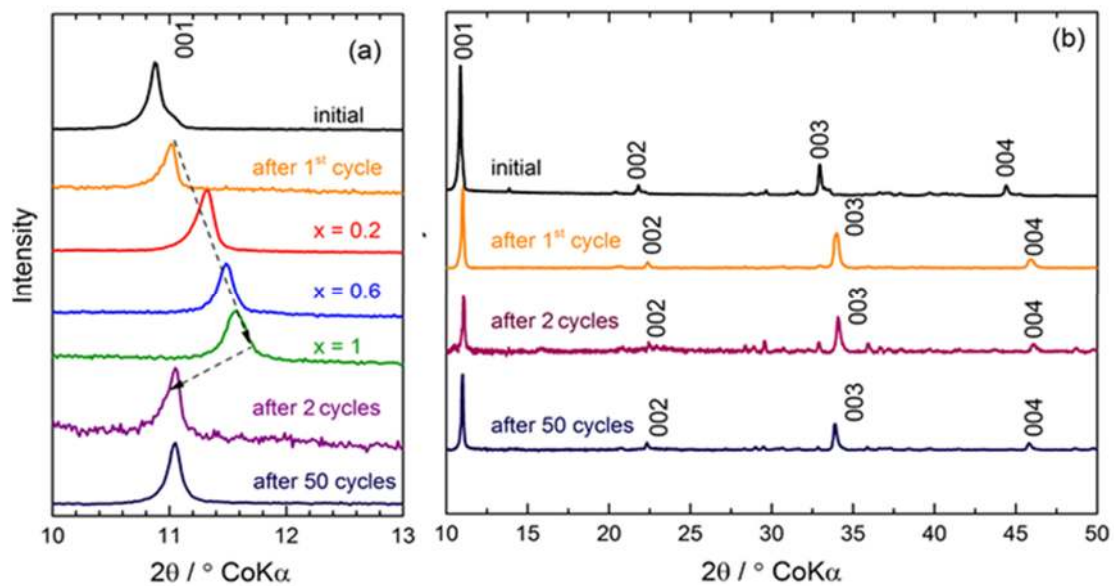 (a)
001
initial
after 1st cycle
x = 0.2
x = 0.6
x = 1
after 2 cycles
after 50 cycles
Intensity
10 11 12 13
2θ / ° CoKα
(b)
001
002
003
004
initial
after 1st cycle
002
003
004
after 2 cycles
002
003
004
after 50 cycles
002
003
004
10 15 20 25 30 35 40 45 50
2θ / ° CoKα